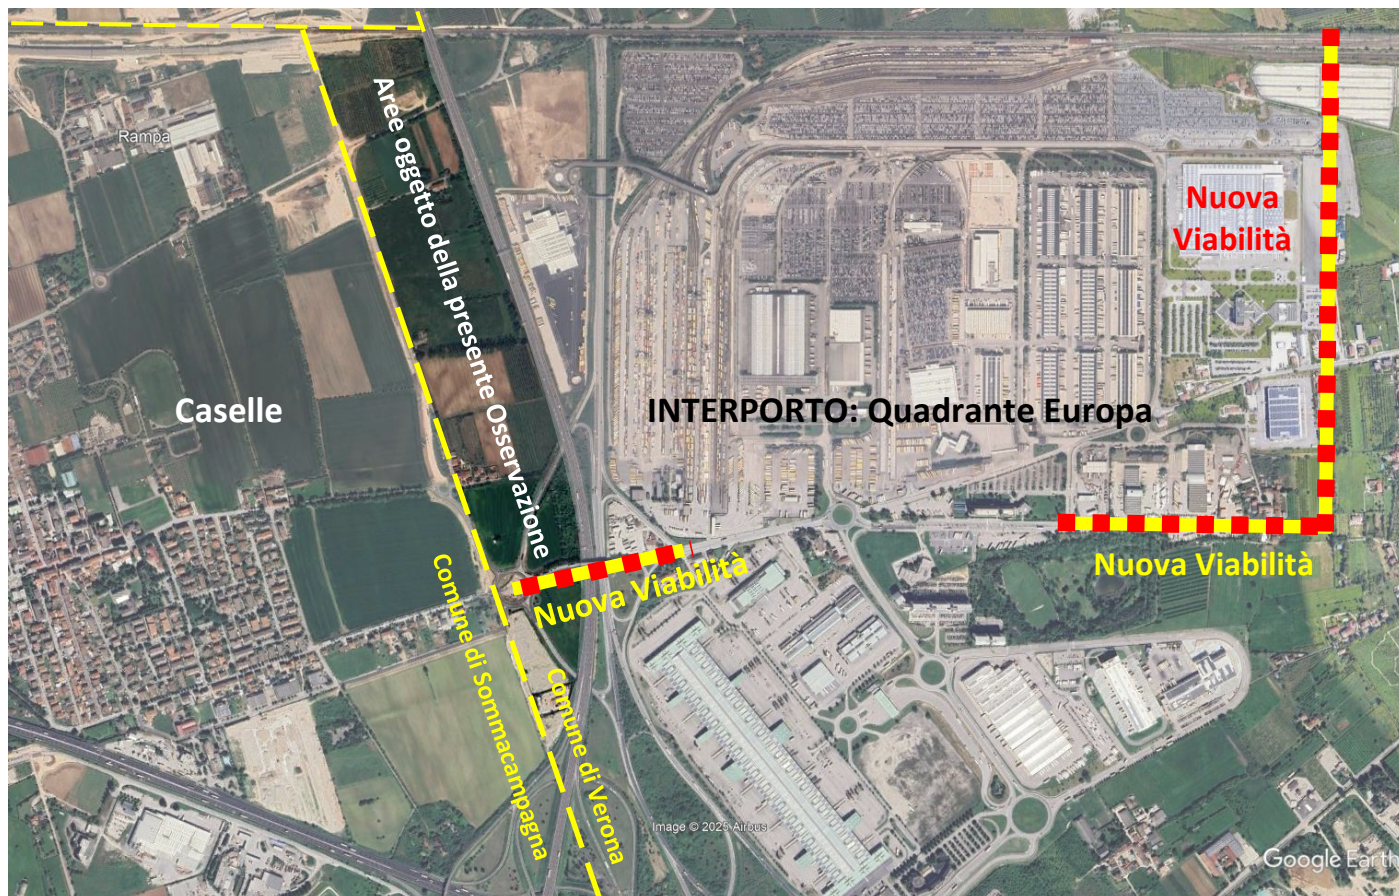 Rampa
Aree oggetto della presente Osservazione
Nuova
Viabilità
Caselle
INTERPORTO: Quadrante Europa
Nuova Viabilità
Nuova Viabilità
Comune di Sommacampagna
Comune di Verona
Image © 2025 Airbus
Google Earth